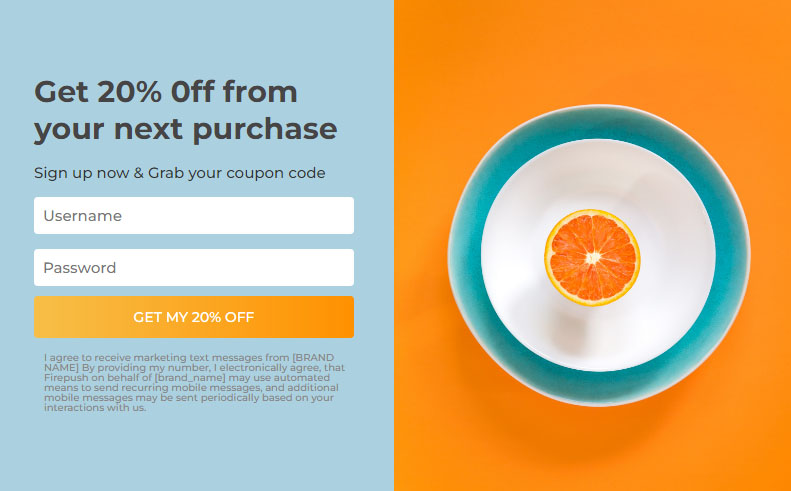 Get 20% 0ff from
your next purchase
Sign up now & Grab your coupon code
Username
Password
GET MY 20% OFF
I agree to receive marketing text messages from [BRAND
NAME] By providing my number, I electronically agree, that
Firepush on behalf of [brand_name] may use automated
means to send recurring mobile messages, and additional
mobile messages may be sent periodically based on your
interactions with us.